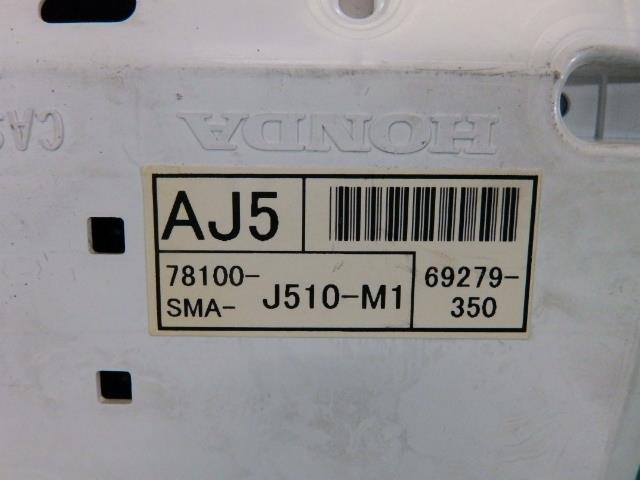 HONDA
AJ5
78100-
SMA- J510-M1
69279-
350